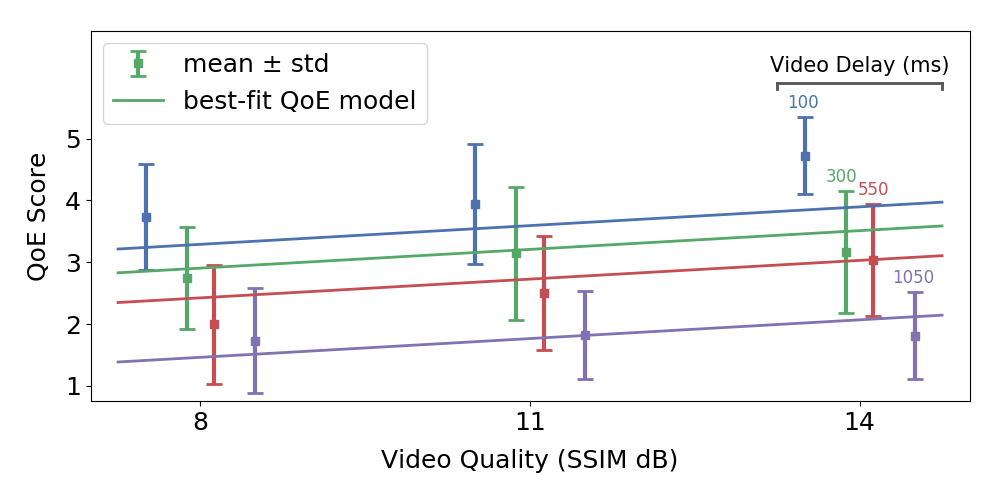 mean ± std
best-fit QoE model
Video Delay (ms)
100
300
550
1050
QoE Score
5
4
3
2
1
8
11
14
Video Quality (SSIM dB)